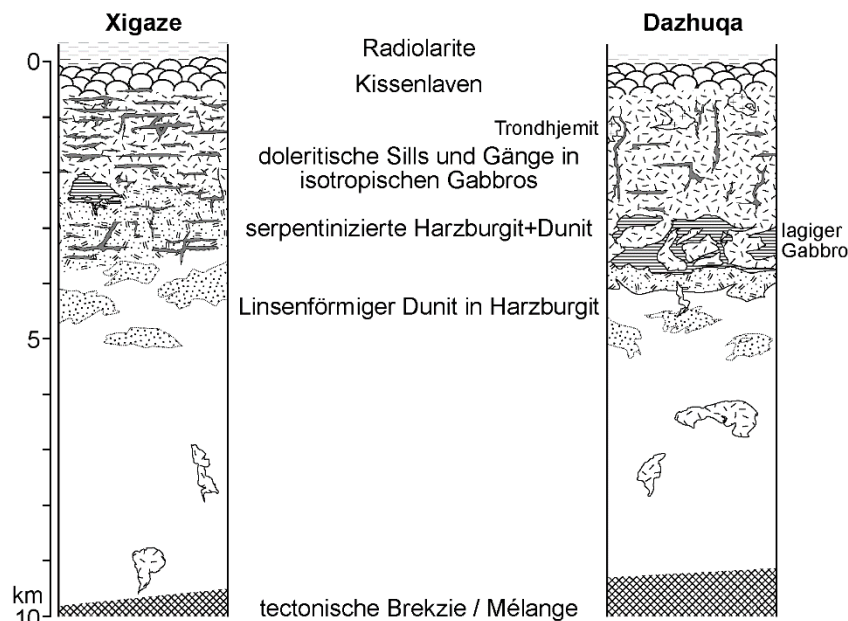 Xigaze
Dazhuqa
0
Radiolarite
Kissenlaven
Trondhjemit
doleritische Sills und Gänge in
isotropischen Gabbros
serpentinizierte Harzburgit+Dunit
lagiger
Gabbro
Linsenförmiger Dunit in Harzburgit
5
km
10
tectonische Brekzie / Mélange